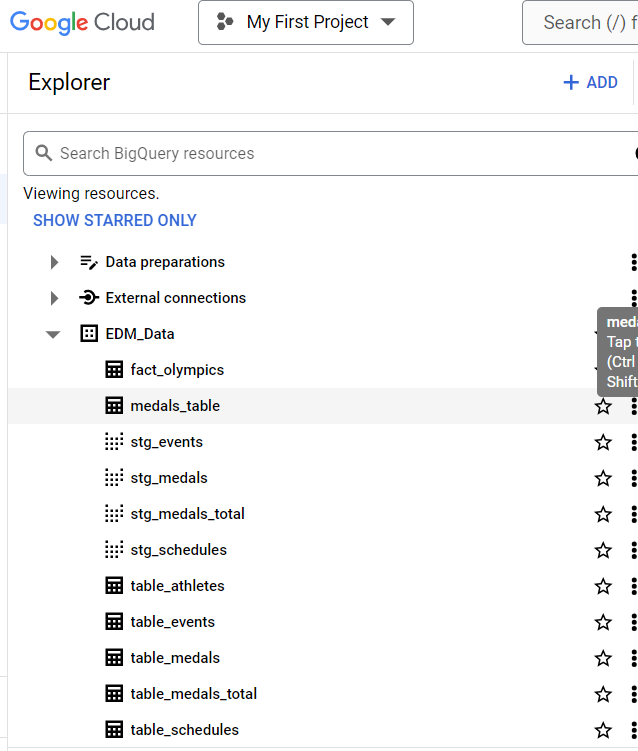 Google Cloud
My First Project
Search (/) f
Explorer
+ ADD
Search BigQuery resources
Viewing resources.
SHOW STARRED ONLY
Data preparations
External connections
EDM_Data
fact_olympics
meda
Tap t
(Ctrl
Shift
medals_table
stg_events
stg_medals
stg_medals_total
stg_schedules
table_athletes
table_events
table_medals
table_medals_total
table_schedules